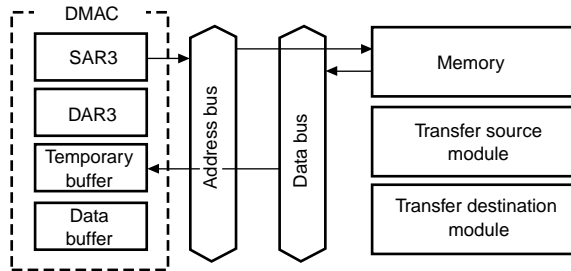 DMAC
SAR3
DAR3
Temporary
buffer
Data
buffer
Address bus
Data bus
Memory
Transfer source
module
Transfer destination
module